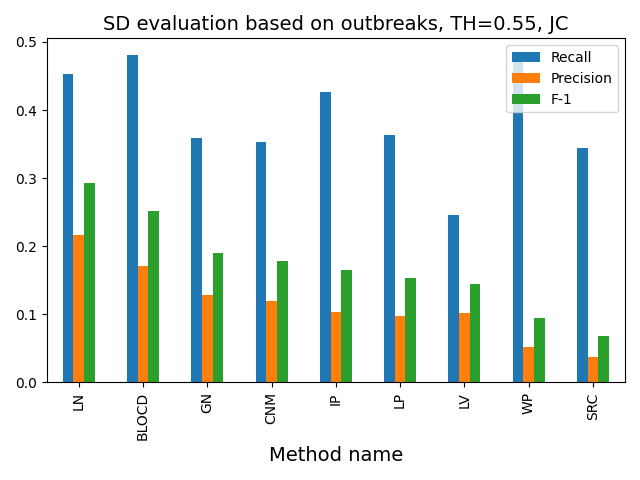 SD evaluation based on outbreaks, TH=0.55, JC
0.5
0.4
0.3
0.2
0.1
0.0
Recall
Precision
F-1
LN
BLOCD
GN
CNM
IP
LP
LV
WP
SRC
Method name